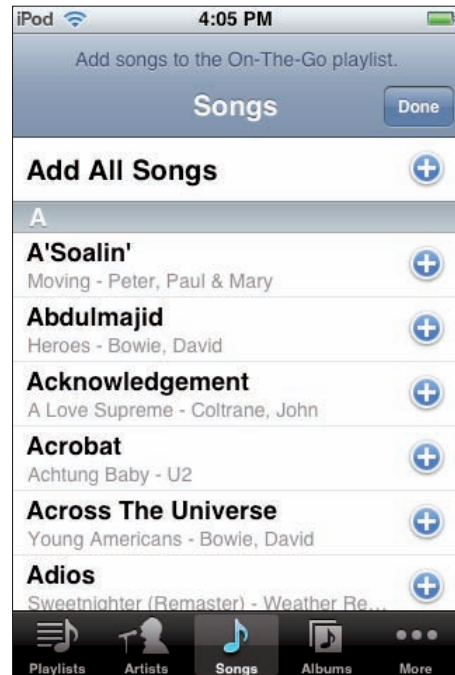 iPod 4:05 PM
Add songs to the On-The-Go playlist.
Songs Done
Add All Songs
A
A'Soalin'
Moving - Peter, Paul & Mary
Abdulmajid
Heroes - Bowie, David
Acknowledgement
A Love Supreme - Coltrane, John
Acrobat
Achtung Baby - U2
Across The Universe
Young Americans - Bowie, David
Adios
Sweetnighter (Remaster) - Weather Re...
Playlists Artists Songs Albums More